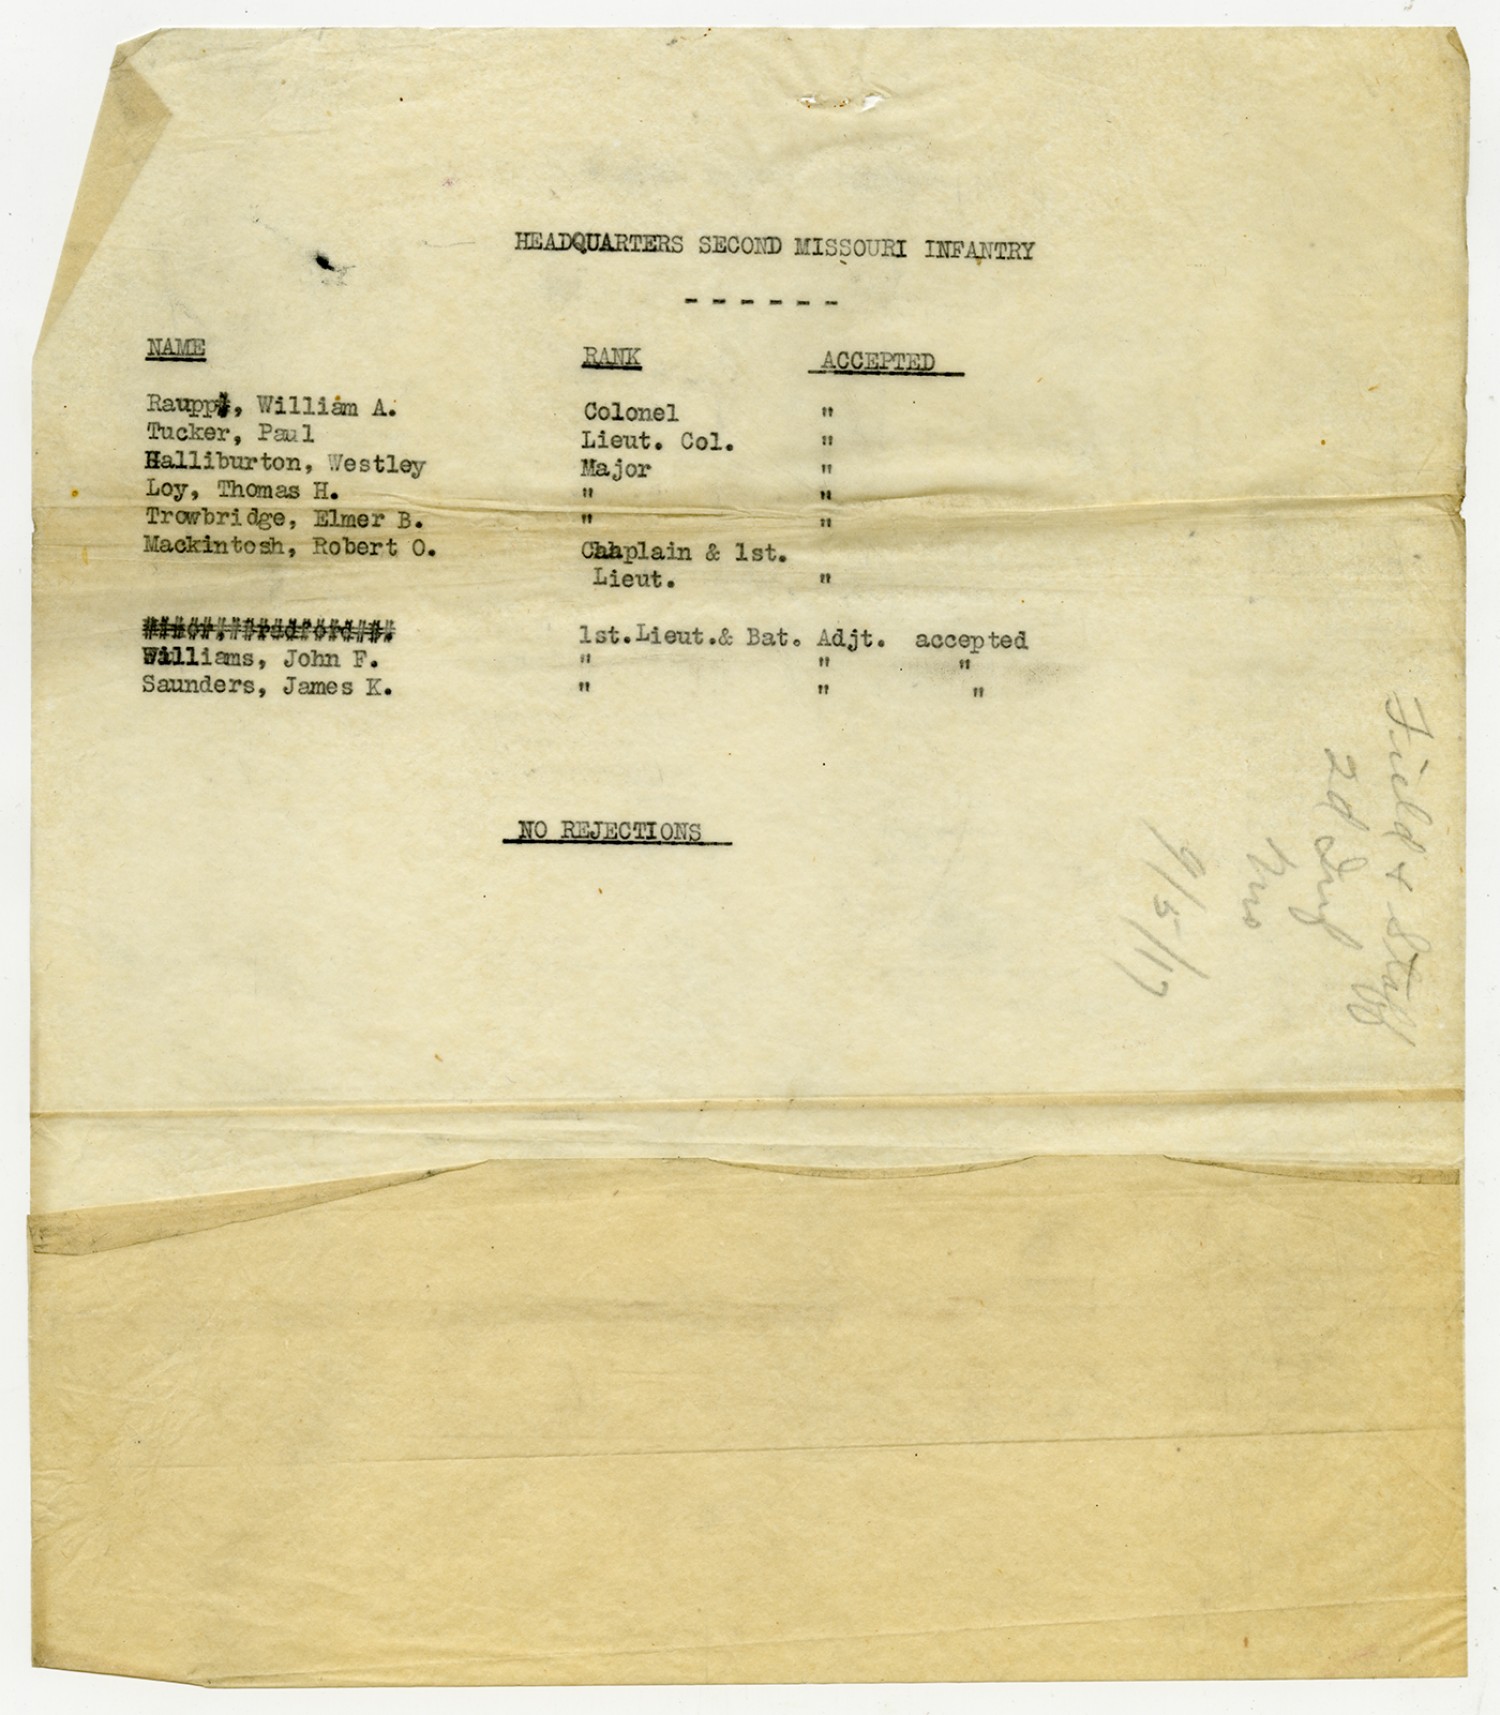 HEADQUARTERS SECOND MISSOURI INFANTRY
- - - - - -
NAME RANK ACCEPTED
Raupp, William A. Colonel "
Tucker, Paul Lieut. Col. "
Halliburton, Westley Major "
Loy, Thomas H. " "
Trowbridge, Elmer B. " "
Mackintosh, Robert O. Chaplain & 1st.
Lieut. "
1st.Lieut.& Bat. Adjt. accepted
Williams, John F. " " "
Saunders, James K. " " "
NO REJECTIONS
Field & Staff
2d Inf
Mo
9/5/17